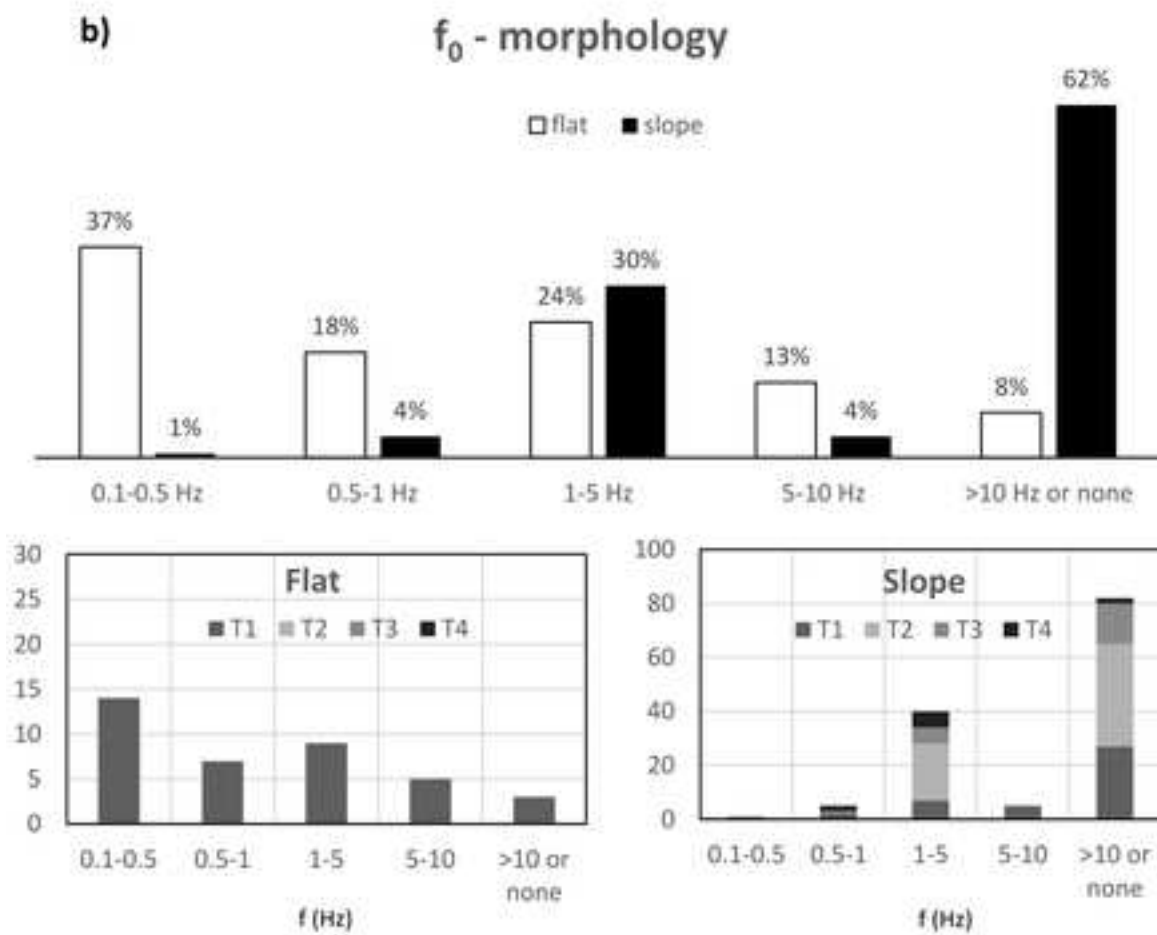 b)
f₀ - morphology
flat slope
37% 1% 18% 4% 24% 30% 13% 4% 8% 62%
0.1-0.5 Hz 0.5-1 Hz 1-5 Hz 5-10 Hz >10 Hz or none
Flat
T1 T2 T3 T4
30
25
20
15
10
5
0
0.1-0.5 0.5-1 1-5 5-10 >10 or
none
f (Hz)
Slope
T1 T2 T3 T4
100
80
60
40
20
0
0.1-0.5 0.5-1 1-5 5-10 >10 or
none
f (Hz)